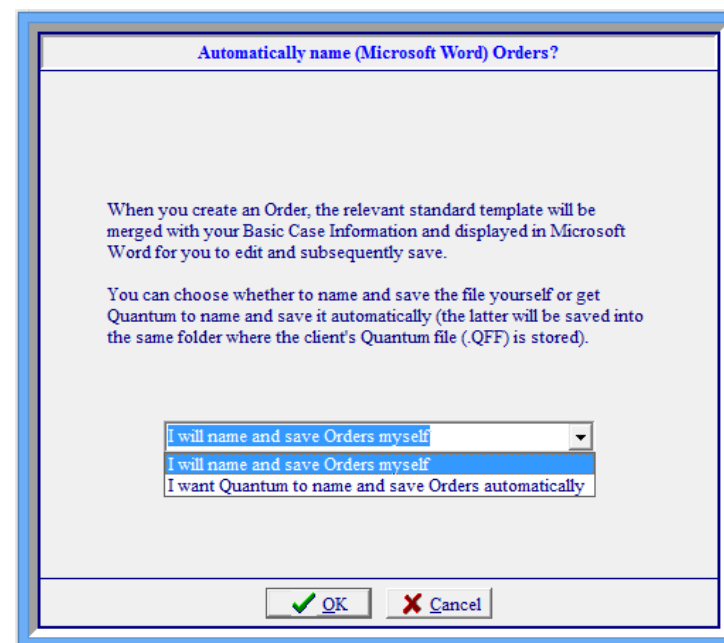 Automatically name (Microsoft Word) Orders?
When you create an Order, the relevant standard template will be
merged with your Basic Case Information and displayed in Microsoft
Word for you to edit and subsequently save.
You can choose whether to name and save the file yourself or get
Quantum to name and save it automatically (the latter will be saved into
the same folder where the client's Quantum file (.QFF) is stored).
I will name and save Orders myself
I will name and save Orders myself
I want Quantum to name and save Orders automatically
OK
Cancel